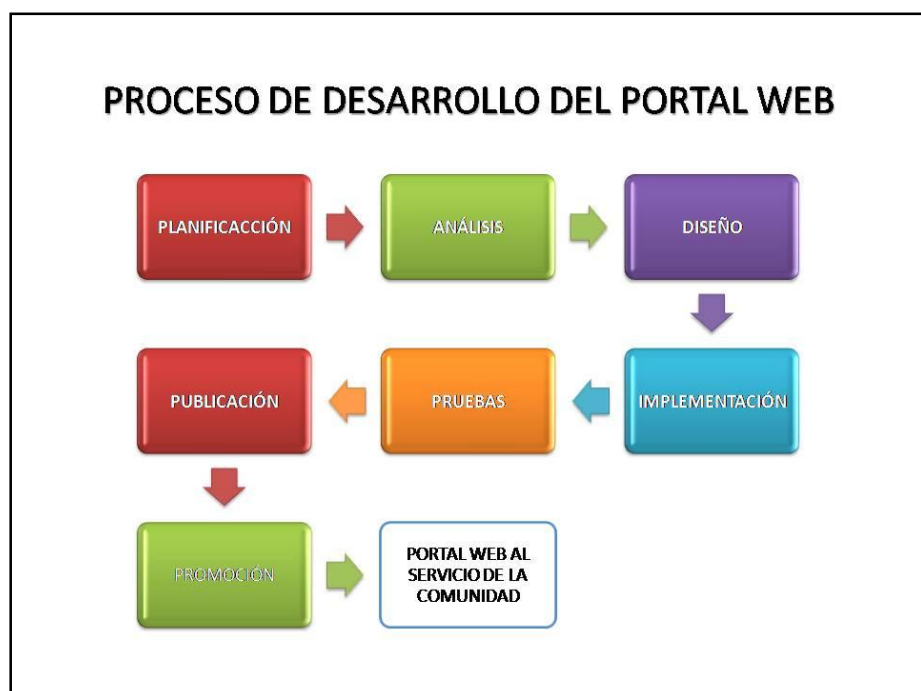 PROCESO DE DESARROLLO DEL PORTAL WEB
PLANIFICACCIÓN
ANÁLISIS
DISEÑO
PUBLICACIÓN
PRUEBAS
IMPLEMENTACIÓN
PROMOCIÓN
PORTAL WEB AL
SERVICIO DE LA
COMUNIDAD